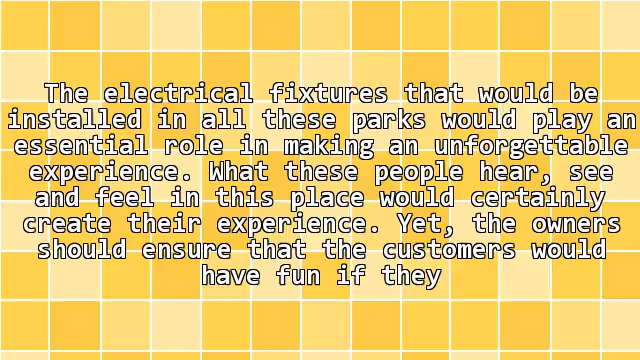 The electrical fixtures that would be
installed in all these parks would play an
essential role in making an unforgettable
experience. What these people hear, see
and feel in this place would certainly
create their experience. Yet, the owners
should ensure that the customers would
have fun if they